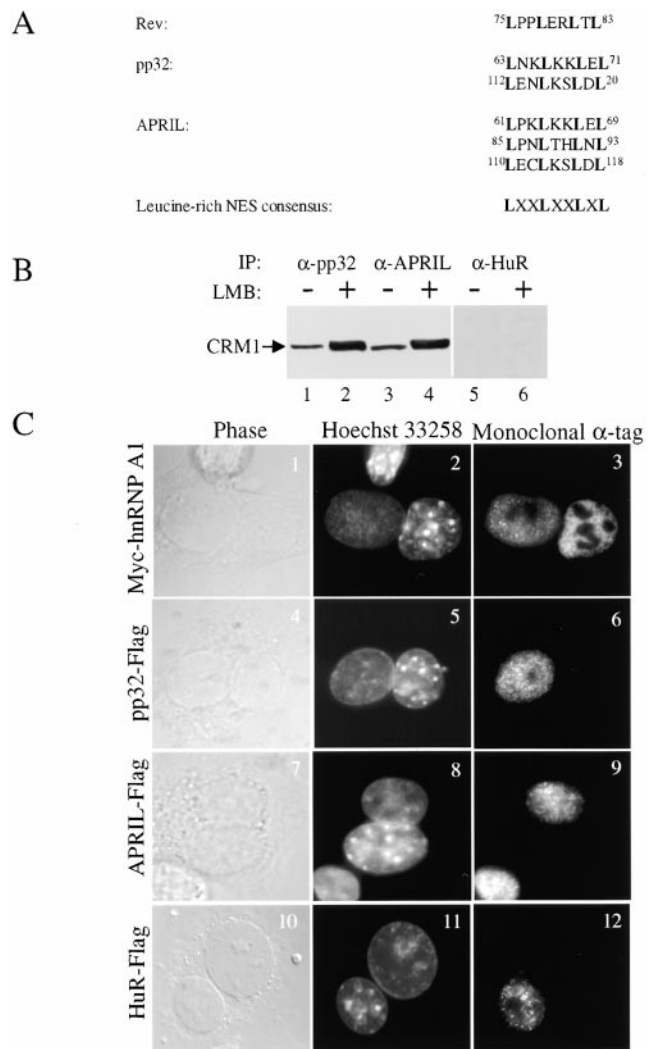 A
Rev: ⁷⁵LPPLERLTL⁸³
pp32: ⁶³LNKLKKLEL⁷¹
¹¹²LENLKSLDL²⁰
APRIL: ⁶¹LPKLKKLEL⁶⁹
⁸⁵LPNLTHLNL⁹³
¹¹⁰LECLKSLDL¹¹⁸
Leucine-rich NES consensus: LXXLXXLXL
B
IP: α-pp32 α-APRIL α-HuR
LMB: - + - + - +
CRM1
1 2 3 4 5 6
C
Phase Hoechst 33258 Monoclonal α-tag
Myc-hnRNP A1 1 2 3
pp32-Flag 4 5 6
APRIL-Flag 7 8 9
HuR-Flag 10 11 12